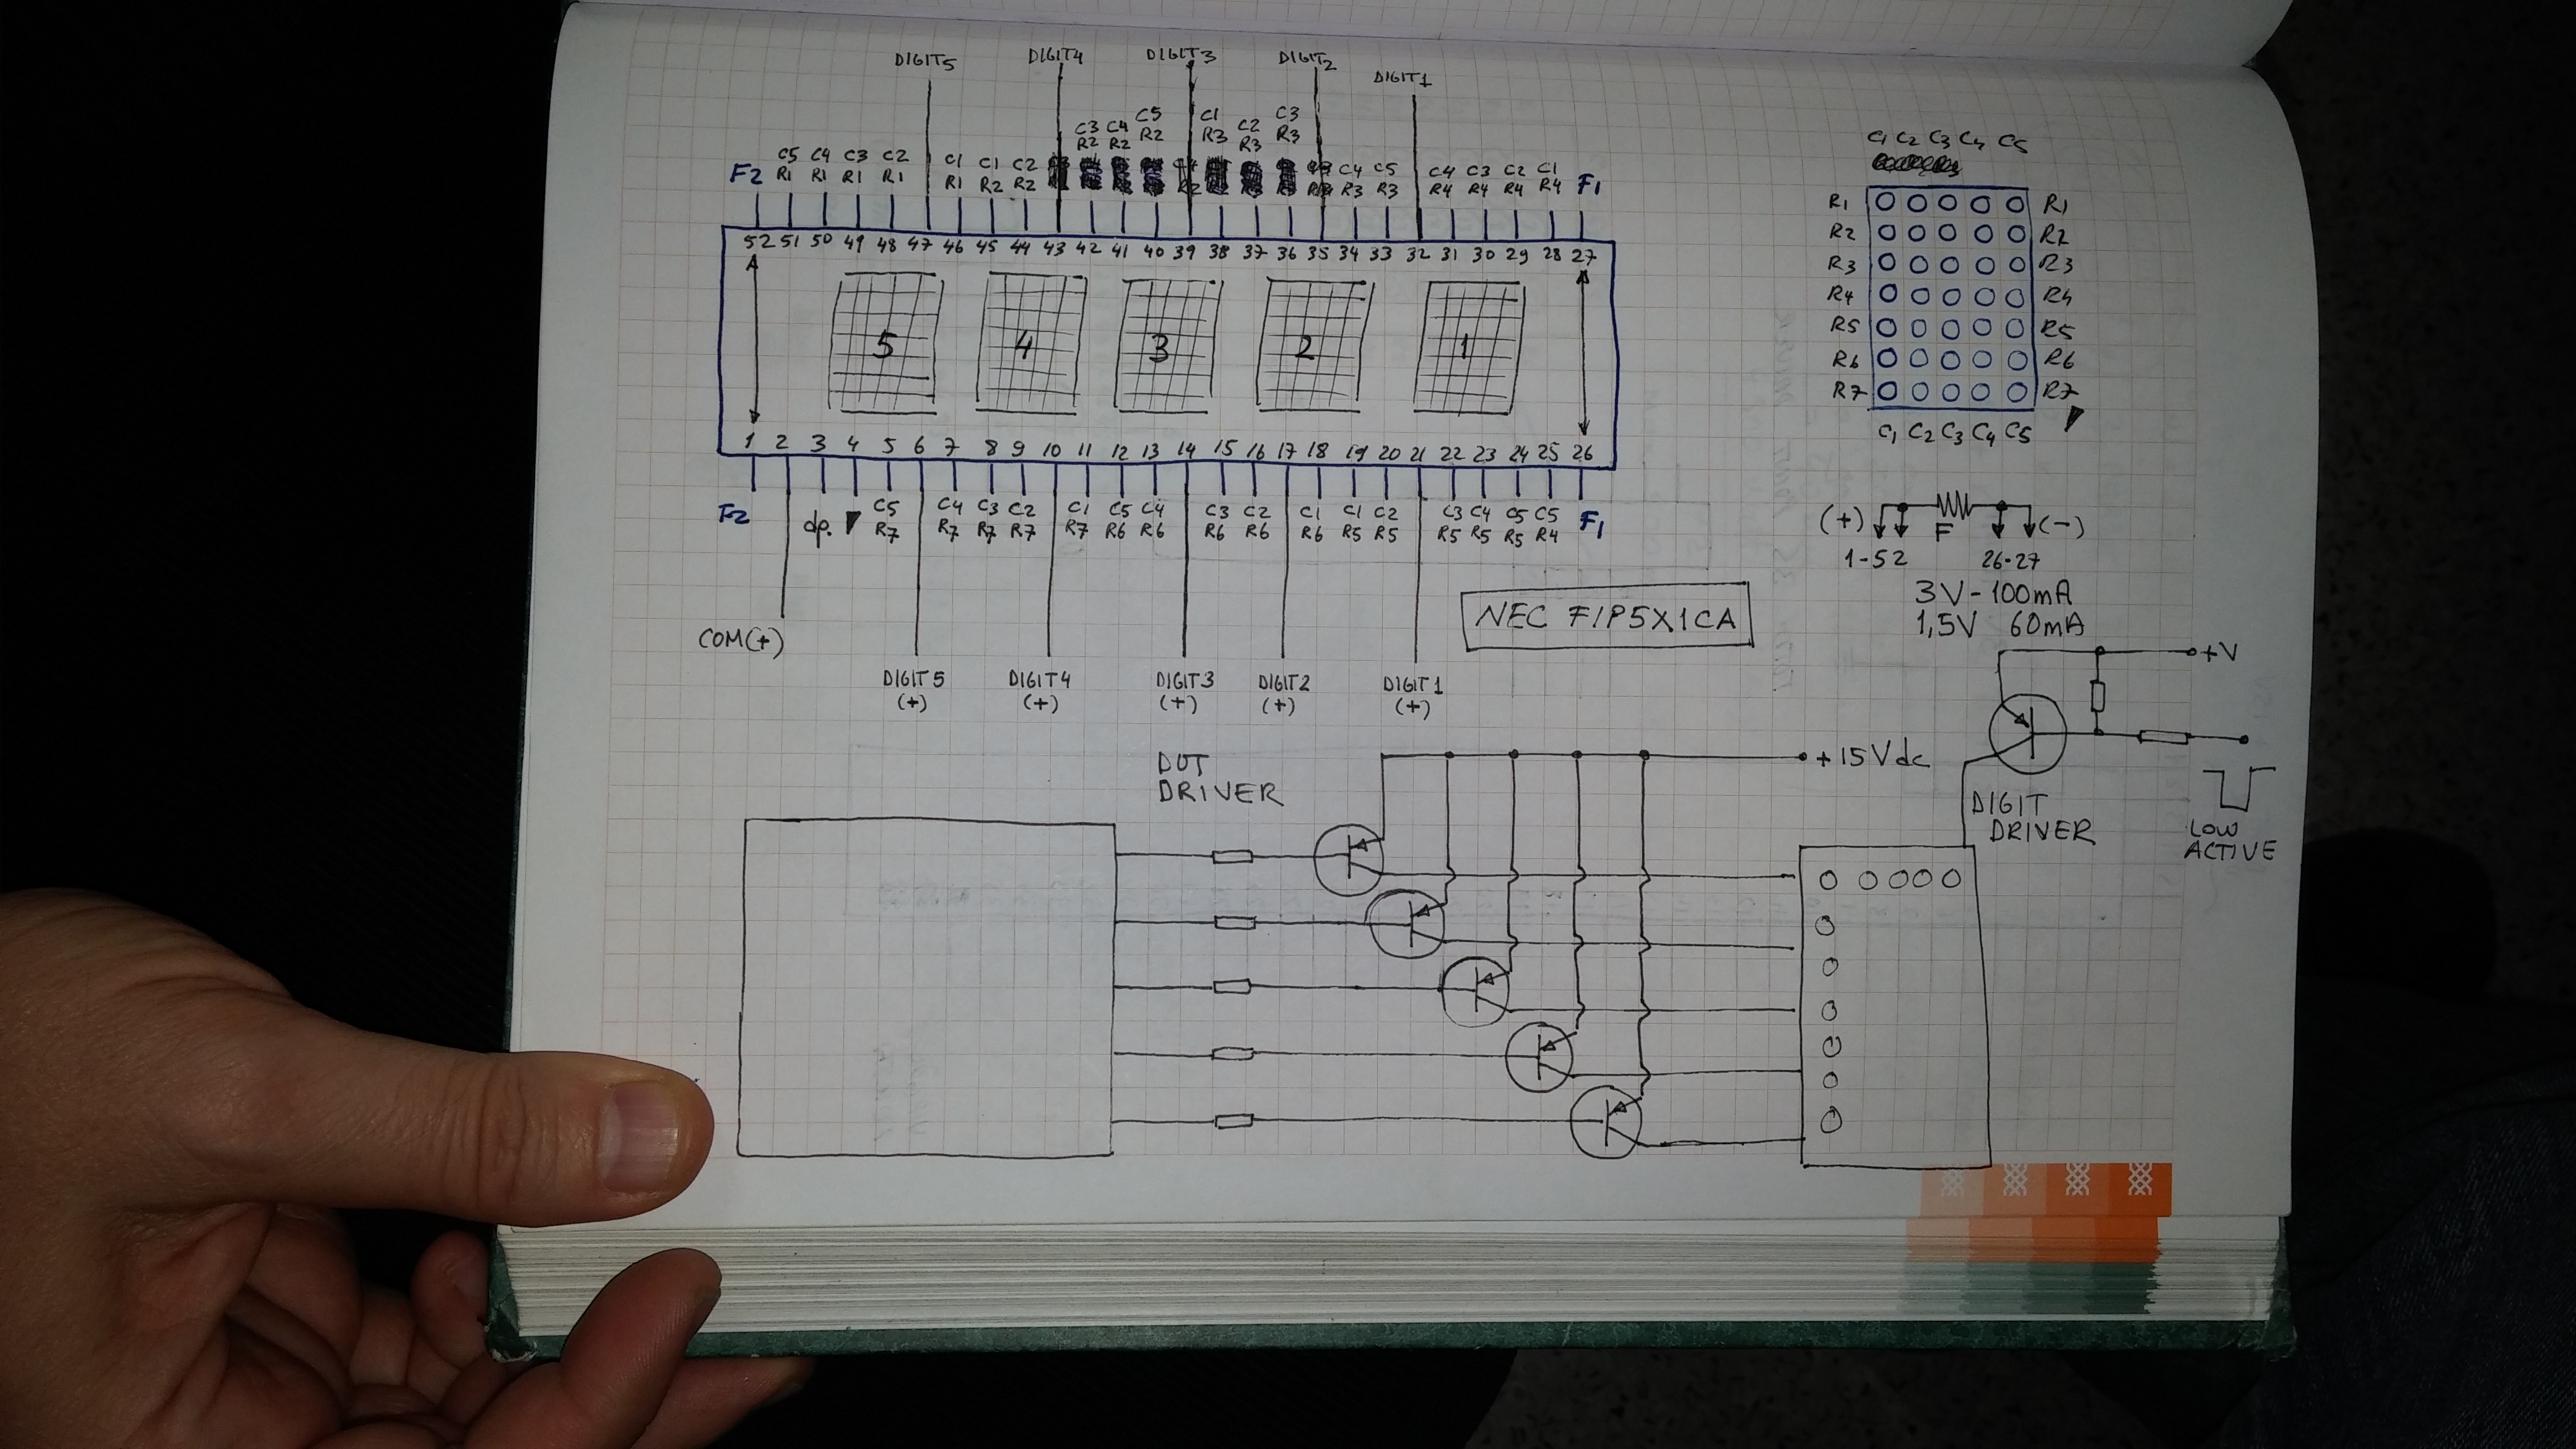 DIGIT5 DIGIT4 DIGIT3 DIGIT2 DIGIT1
C5 C4 C3 C2 C1 C1 C2 C3 C4 C5 C1 C2 C3 C4 C5 C4 C3 C2 C1
F2 R1 R1 R1 R1 R1 R2 R2 R2 R2 R2 R3 R3 R3 R3 R3 R4 R4 R4 R4 F1
52 51 50 49 48 47 46 45 44 43 42 41 40 39 38 37 36 35 34 33 32 31 30 29 28 27
5 4 3 2 1
1 2 3 4 5 6 7 8 9 10 11 12 13 14 15 16 17 18 19 20 21 22 23 24 25 26
C5 C4 C3 C2 C1 C5 C4 C3 C2 C1 C1 C2 C3 C4 C5 C5
F2 dp. R7 R7 R7 R7 R7 R6 R6 R6 R6 R6 R5 R5 R5 R5 R5 R4 F1
COM(+)
DIGIT5 DIGIT4 DIGIT3 DIGIT2 DIGIT1
(+) (+) (+) (+) (+)
NEC FIP5X1CA
C1 C2 C3 C4 C5
R1 R1
R2 R2
R3 R3
R4 R4
R5 R5
R6 R6
R7 R7
C1 C2 C3 C4 C5
(+) F (-)
1-52 26-27
3V-100mA
1,5V 60mA
DOT
DRIVER
+15Vdc
+V
DIGIT
DRIVER
LOW
ACTIVE